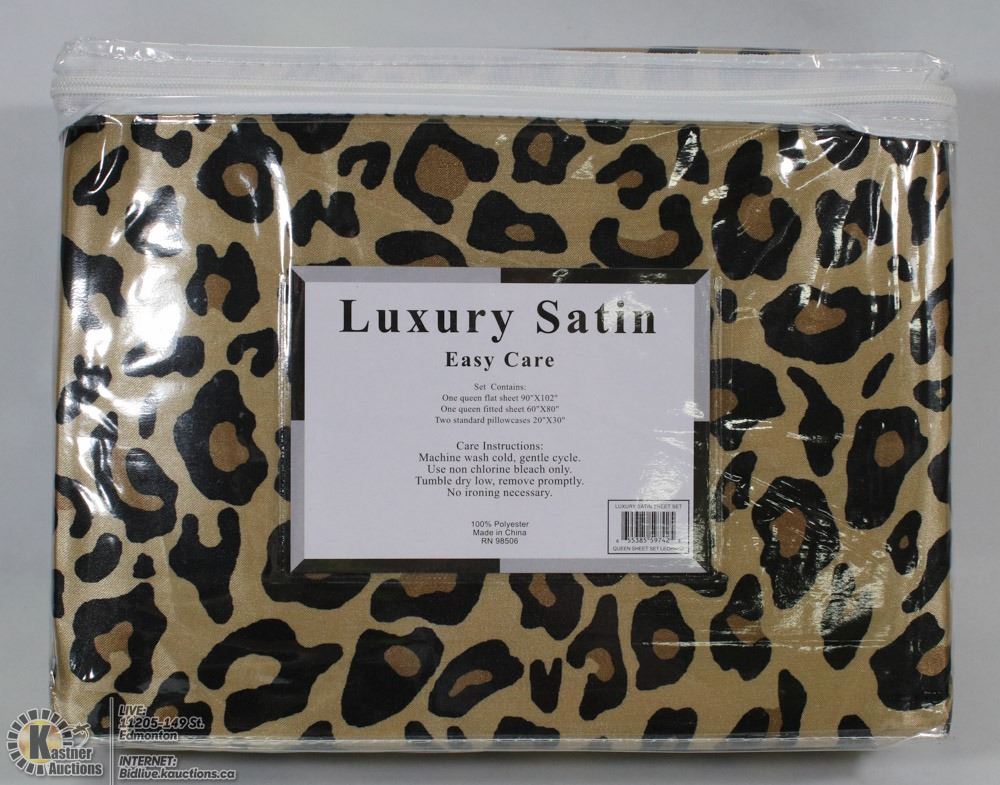 Luxury Satin
Easy Care
Set Contains:
One queen flat sheet 90"X102"
One queen fitted sheet 60"X80"
Two standard pillowcases 20"X30"
Care Instructions:
Machine wash cold, gentle cycle.
Use non chlorine bleach only.
Tumble dry low, remove promptly.
No ironing necessary.
100% Polyester
Made in China
RN 98506
LUXURY SATIN SHEET SET
55385 59742
QUEEN SHEET SET
K
Kastner
Auctions
LIVE:
11205-149 St.
Edmonton
INTERNET:
Bidlive.kauctions.ca